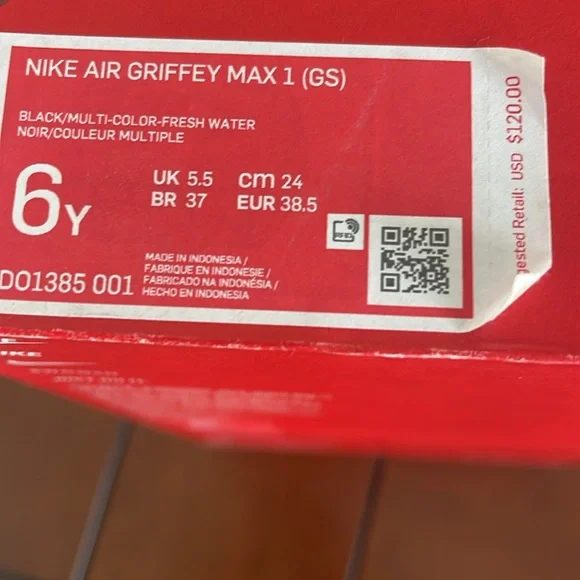 NIKE AIR GRIFFEY MAX 1 (GS)
BLACK/MULTI-COLOR-FRESH WATER
NOIR/COULEUR MULTIPLE
6Y
UK 5.5 cm 24
BR 37 EUR 38.5
RFID
DO1385 001
MADE IN INDONESIA /
FABRIQUE EN INDONESIE /
FABRICADO NA INDONÉSIA /
HECHO EN INDONESIA
gested Retail: USD $120.00
NIKE